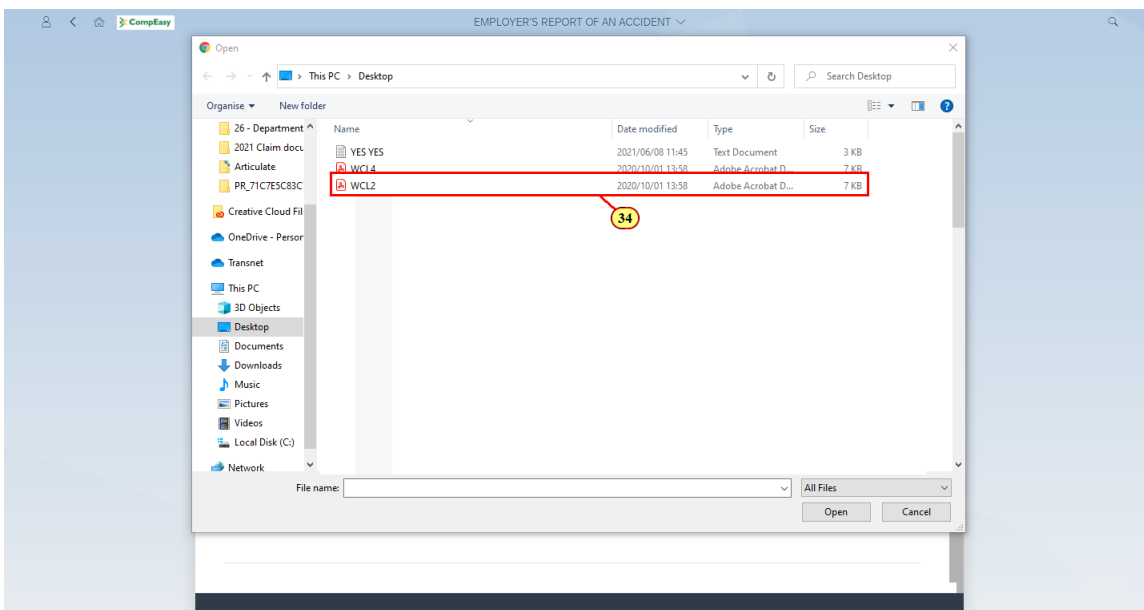 CompEasy EMPLOYER'S REPORT OF AN ACCIDENT
Open
This PC > Desktop Search Desktop
Organise New folder
26 - Department Name Date modified Type Size
2021 Claim docu YES YES 2021/06/08 11:45 Text Document 3 KB
Articulate WCL4 2020/10/01 13:58 Adobe Acrobat D... 7 KB
PR_71C7E5C83C WCL2 2020/10/01 13:58 Adobe Acrobat D... 7 KB
Creative Cloud Fil
34
OneDrive - Person
Transnet
This PC
3D Objects
Desktop
Documents
Downloads
Music
Pictures
Videos
Local Disk (C:)
Network
File name: All Files
Open Cancel